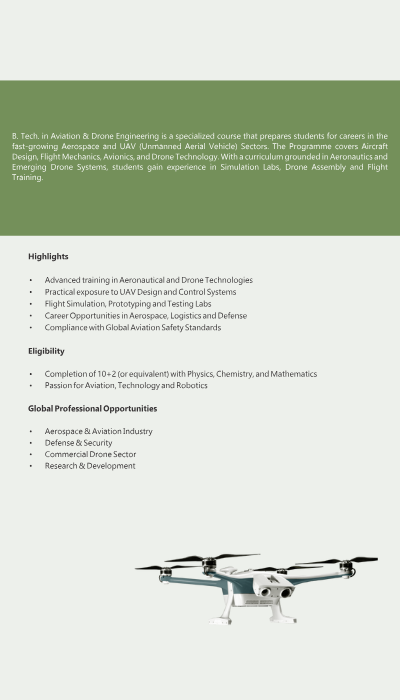 B. Tech. in Aviation & Drone Engineering is a specialized course that prepares students for careers in the
fast-growing Aerospace and UAV (Unmanned Aerial Vehicle) Sectors. The Programme covers Aircraft
Design, Flight Mechanics, Avionics, and Drone Technology. With a curriculum grounded in Aeronautics and
Emerging Drone Systems, students gain experience in Simulation Labs, Drone Assembly and Flight
Training.
Highlights
• Advanced training in Aeronautical and Drone Technologies
• Practical exposure to UAV Design and Control Systems
• Flight Simulation, Prototyping and Testing Labs
• Career Opportunities in Aerospace, Logistics and Defense
• Compliance with Global Aviation Safety Standards
Eligibility
• Completion of 10+2 (or equivalent) with Physics, Chemistry, and Mathematics
• Passion for Aviation, Technology and Robotics
Global Professional Opportunities
• Aerospace & Aviation Industry
• Defense & Security
• Commercial Drone Sector
• Research & Development